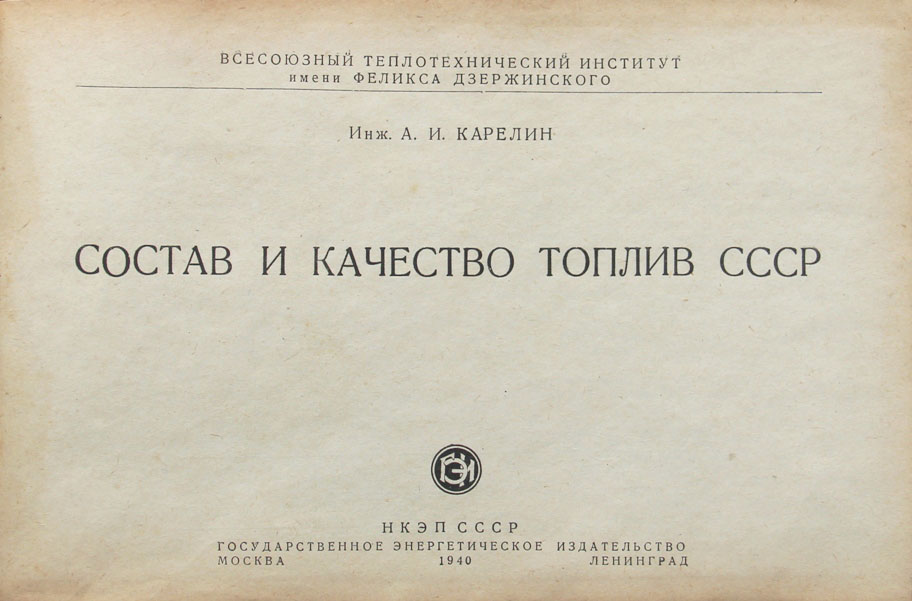 ВСЕСОЮЗНЫЙ ТЕПЛОТЕХНИЧЕСКИЙ ИНСТИТУТ
имени ФЕЛИКСА ДЗЕРЖИНСКОГО
Инж. А. И. КАРЕЛИН
СОСТАВ И КАЧЕСТВО ТОПЛИВ СССР
ГЭИ
НКЭП СССР
ГОСУДАРСТВЕННОЕ ЭНЕРГЕТИЧЕСКОЕ ИЗДАТЕЛЬСТВО
МОСКВА 1940 ЛЕНИНГРАД